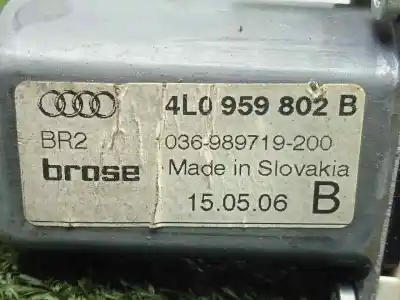 4L0 959 802 B
BR2 036-989719-200
brose Made in Slovakia
15.05.06 B